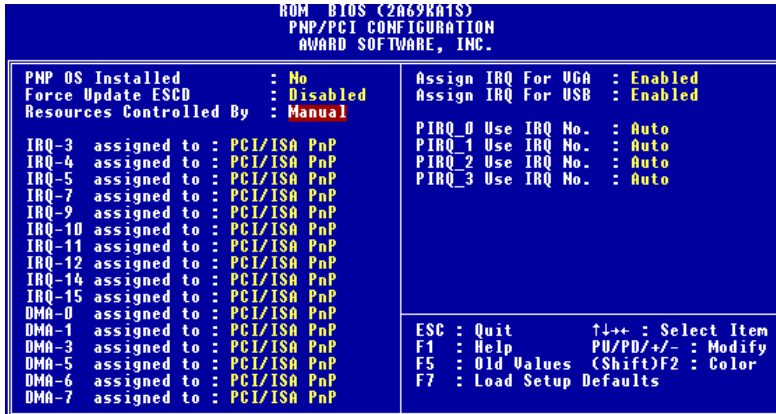 ROM BIOS (2A69KA1S)
PNP/PCI CONFIGURATION
AWARD SOFTWARE, INC.
PNP OS Installed : No
Force Update ESCD : Disabled
Resources Controlled By : Manual
IRQ-3 assigned to : PCI/ISA PnP
IRQ-4 assigned to : PCI/ISA PnP
IRQ-5 assigned to : PCI/ISA PnP
IRQ-7 assigned to : PCI/ISA PnP
IRQ-9 assigned to : PCI/ISA PnP
IRQ-10 assigned to : PCI/ISA PnP
IRQ-11 assigned to : PCI/ISA PnP
IRQ-12 assigned to : PCI/ISA PnP
IRQ-14 assigned to : PCI/ISA PnP
IRQ-15 assigned to : PCI/ISA PnP
DMA-0 assigned to : PCI/ISA PnP
DMA-1 assigned to : PCI/ISA PnP
DMA-3 assigned to : PCI/ISA PnP
DMA-5 assigned to : PCI/ISA PnP
DMA-6 assigned to : PCI/ISA PnP
DMA-7 assigned to : PCI/ISA PnP
Assign IRQ For VGA : Enabled
Assign IRQ For USB : Enabled
PIRQ_0 Use IRQ No. : Auto
PIRQ_1 Use IRQ No. : Auto
PIRQ_2 Use IRQ No. : Auto
PIRQ_3 Use IRQ No. : Auto
ESC : Quit ↑↓→← : Select Item
F1 : Help PU/PD/+/- : Modify
F5 : Old Values (Shift)F2 : Color
F7 : Load Setup Defaults